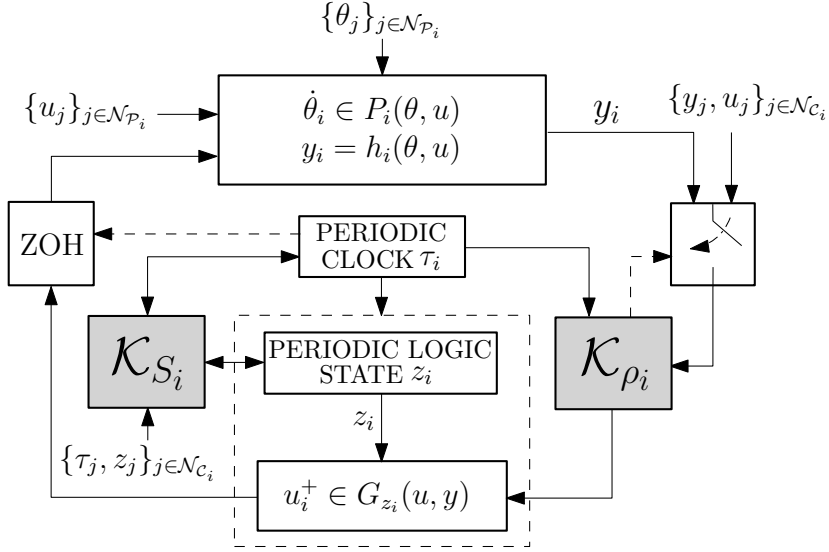 {θ_j}_{j∈𝒩_{𝒫_i}}
{u_j}_{j∈𝒩_{𝒫_i}}
θ̇_i ∈ P_i(θ, u)
y_i = h_i(θ, u)
y_i
{y_j, u_j}_{j∈𝒩_{𝒞_i}}
ZOH
PERIODIC
CLOCK τ_i
𝒦_{S_i}
PERIODIC LOGIC
STATE z_i
𝒦_{ρ_i}
z_i
{τ_j, z_j}_{j∈𝒩_{𝒞_i}}
u_i^+ ∈ G_{z_i}(u, y)